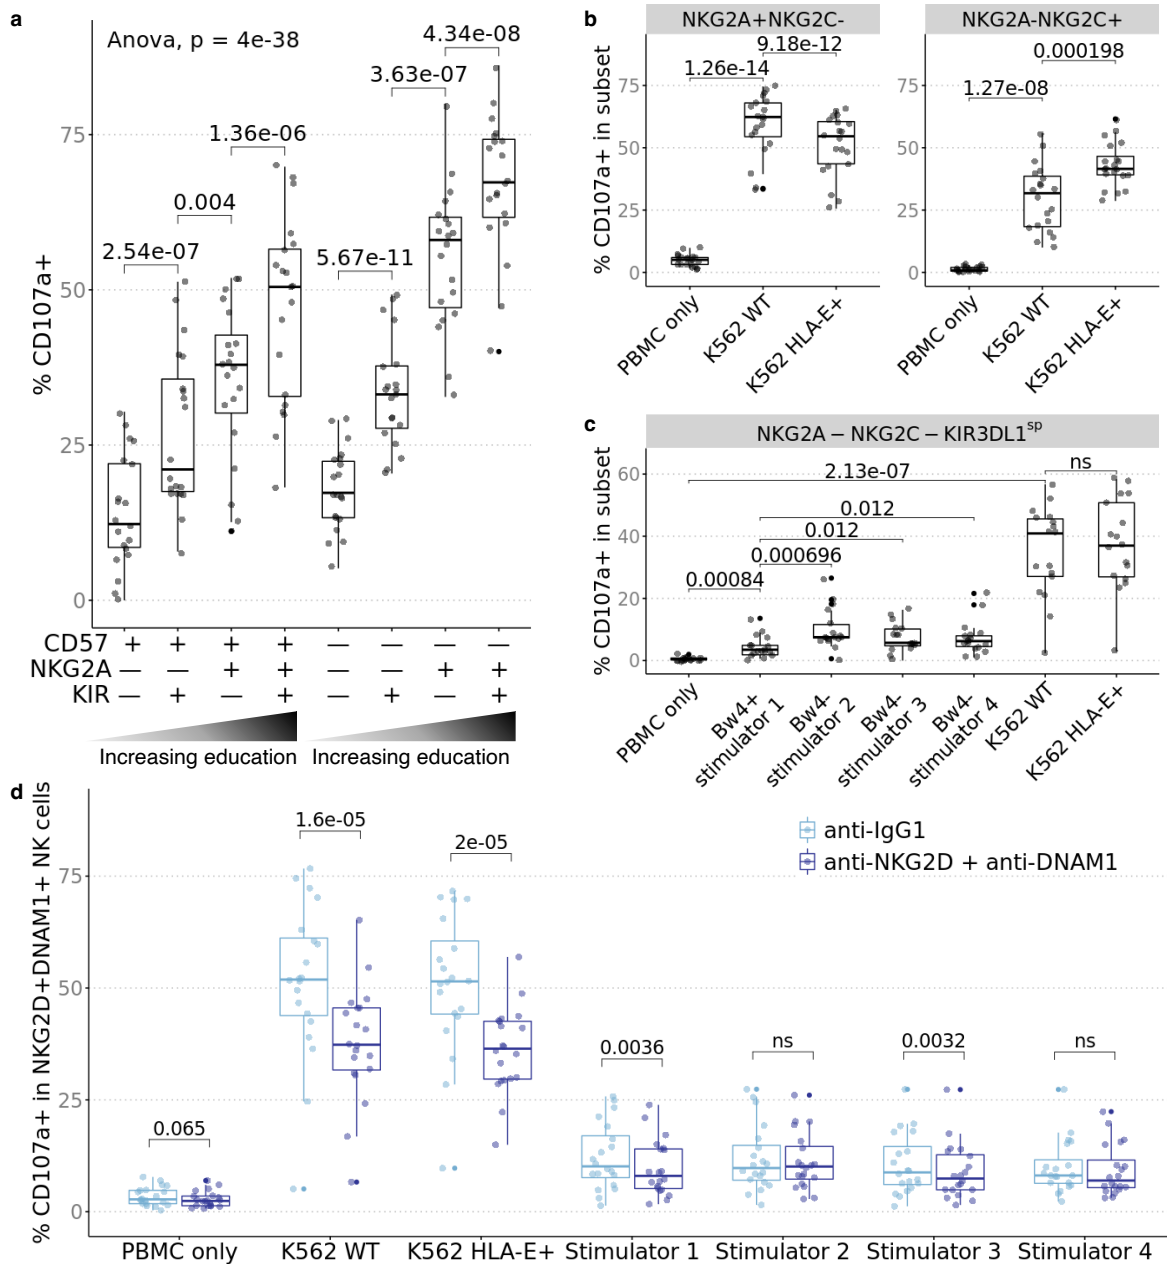 a
Anova, p = 4e-38
% CD107a+
75
50
25
0
2.54e-07
0.004
1.36e-06
5.67e-11
3.63e-07
4.34e-08
CD57 + + + + — — — —
NKG2A — — + + — — + +
KIR — + — + — + — +
Increasing education
Increasing education
b
NKG2A+NKG2C-
% CD107a+ in subset
75
50
25
0
1.26e-14
9.18e-12
PBMC only
K562 WT
K562 HLA-E+
NKG2A-NKG2C+
75
50
25
0
1.27e-08
0.000198
PBMC only
K562 WT
K562 HLA-E+
c
NKG2A – NKG2C – KIR3DL1sp
% CD107a+ in subset
60
40
20
0
2.13e-07
ns
0.012
0.012
0.000696
0.00084
PBMC only
Bw4+
stimulator 1
Bw4-
stimulator 2
Bw4-
stimulator 3
Bw4-
stimulator 4
K562 WT
K562 HLA-E+
d
% CD107a+ in NKG2D+DNAM1+ NK cells
75
50
25
0
anti-IgG1
anti-NKG2D + anti-DNAM1
0.065
1.6e-05
2e-05
0.0036
ns
0.0032
ns
PBMC only
K562 WT
K562 HLA-E+
Stimulator 1
Stimulator 2
Stimulator 3
Stimulator 4